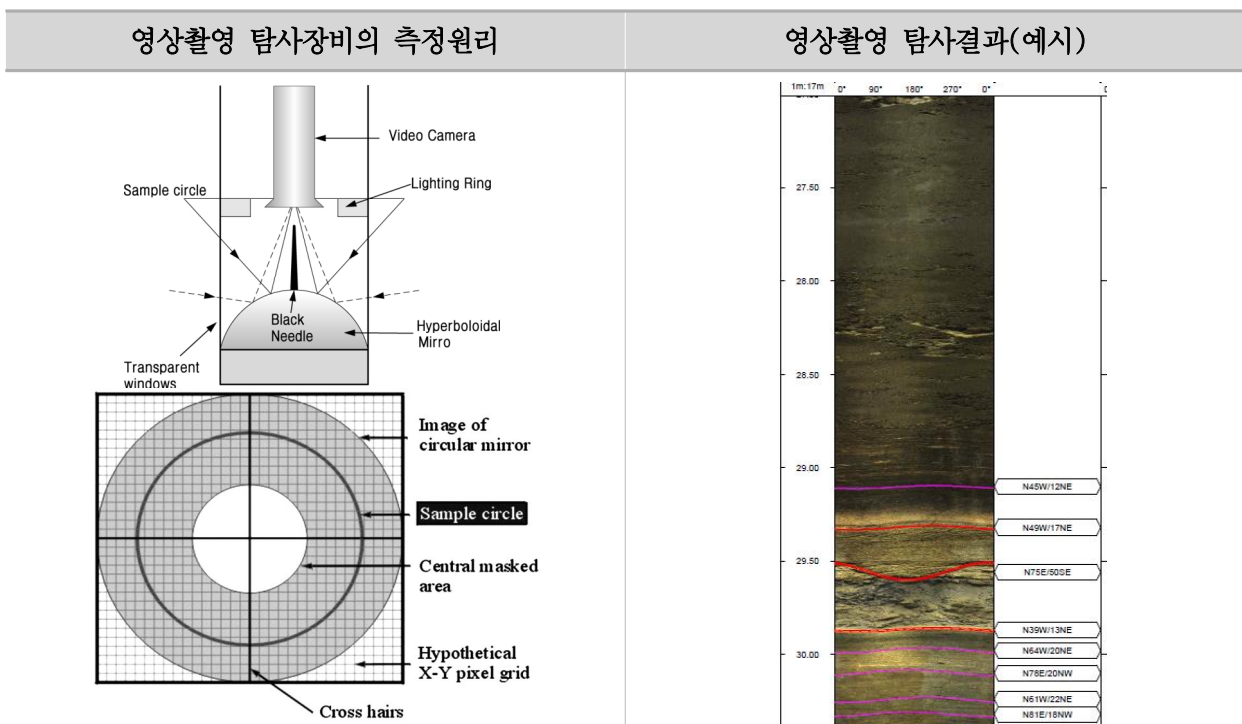 영상촬영 탐사장비의 측정원리
영상촬영 탐사결과(예시)
Video Camera
Sample circle
Lighting Ring
Black
Needle
Hyperboloidal
Mirro
Transparent
windows
Image of
circular mirror
Sample circle
Central masked
area
Hypothetical
X-Y pixel grid
Cross hairs
1m:17m 0° 90° 180° 270° 0°
27.50
28.00
28.50
29.00
N45W/12NE
N49W/17NE
29.50
N75E/50SE
N39W/13NE
30.00
N64W/20NE
N78E/20NW
N61W/22NE
N81E/18NW